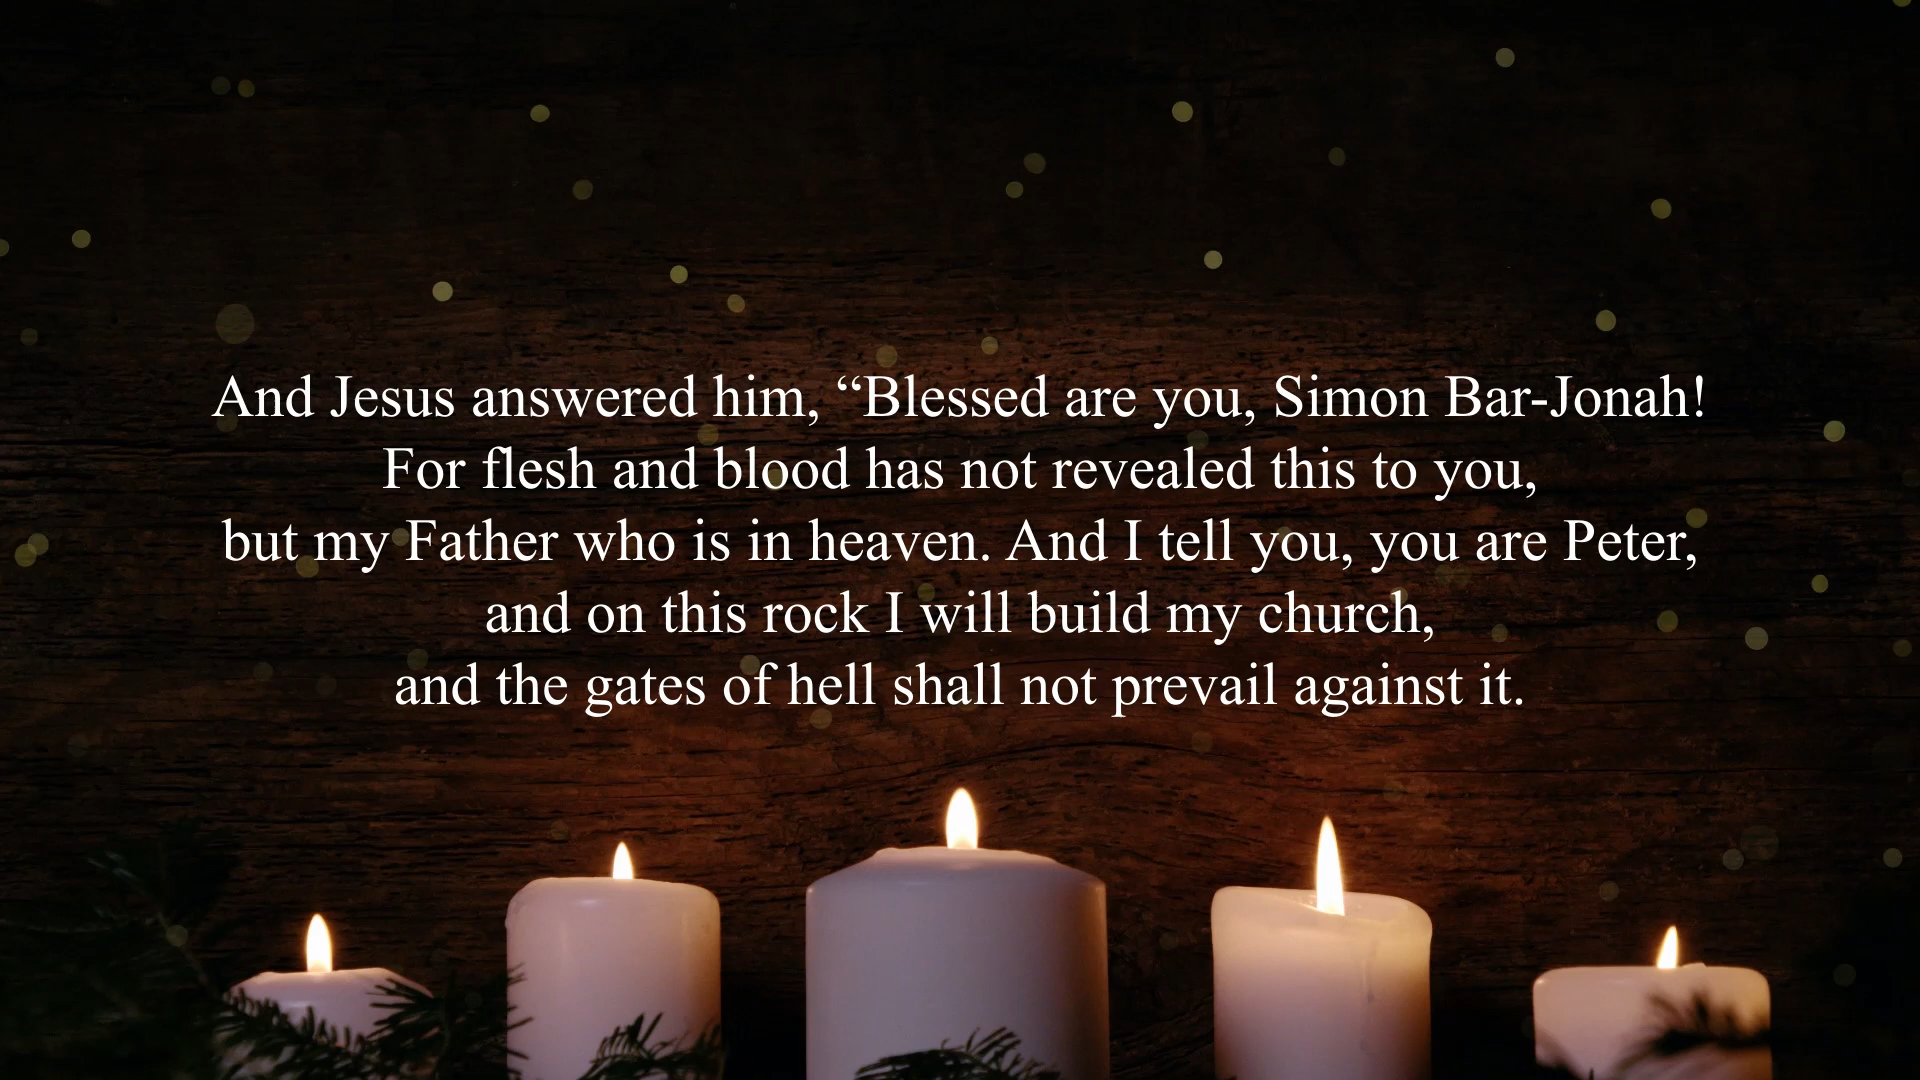 And Jesus answered him, “Blessed are you, Simon Bar-Jonah!
For flesh and blood has not revealed this to you,
but my Father who is in heaven. And I tell you, you are Peter,
and on this rock I will build my church,
and the gates of hell shall not prevail against it.